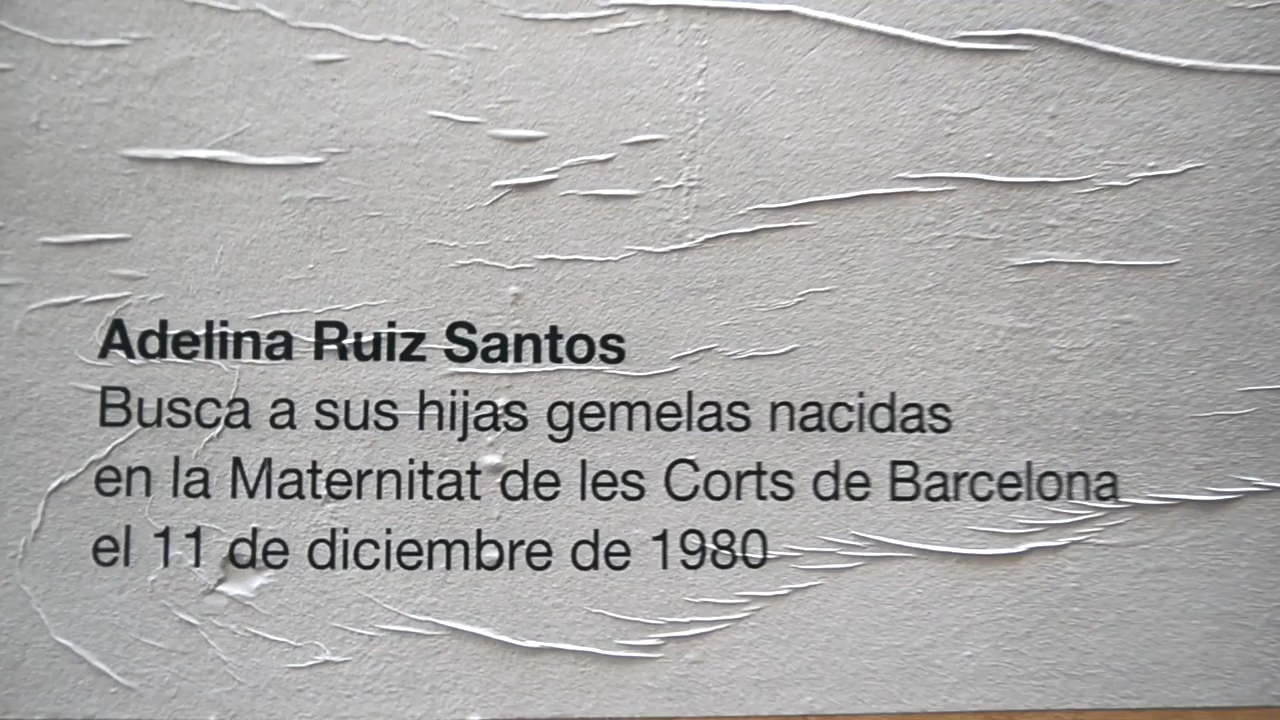 Adelina Ruiz Santos
Busca a sus hijas gemelas nacidas
en la Maternitat de les Corts de Barcelona
el 11 de diciembre de 1980